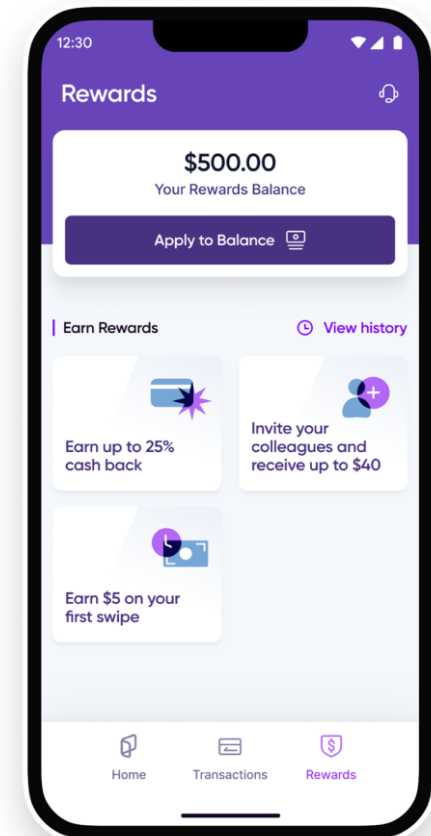 12:30
Rewards
$500.00
Your Rewards Balance
Apply to Balance
Earn Rewards
View history
Earn up to 25%
cash back
Invite your
colleagues and
receive up to $40
Earn $5 on your
first swipe
Home
Transactions
Rewards